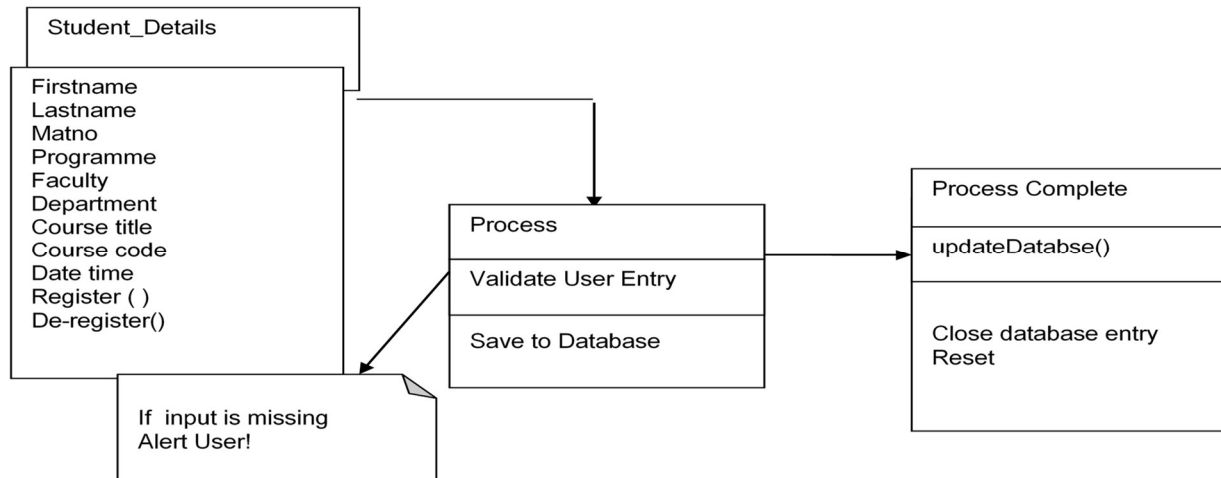 Student_Details
Firstname
Lastname
Matno
Programme
Faculty
Department
Course title
Course code
Date time
Register ( )
De-register()
Process
Validate User Entry
Save to Database
If input is missing
Alert User!
Process Complete
updateDatabse()
Close database entry
Reset